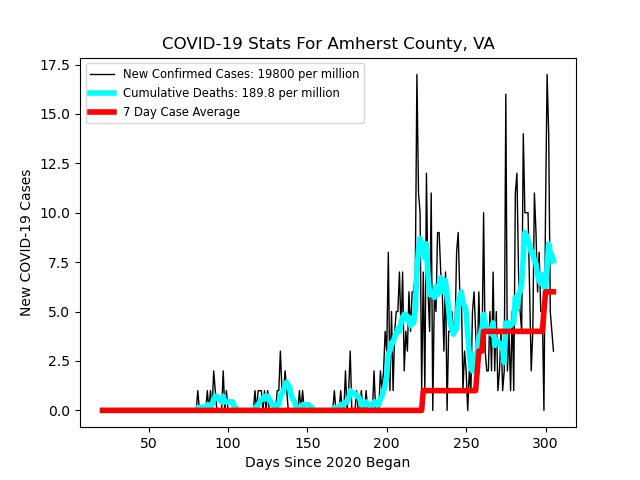 COVID-19 Stats For Amherst County, VA
New Confirmed Cases: 19800 per million
Cumulative Deaths: 189.8 per million
7 Day Case Average
New COVID-19 Cases
17.5
15.0
12.5
10.0
7.5
5.0
2.5
0.0
50 100 150 200 250 300
Days Since 2020 Began